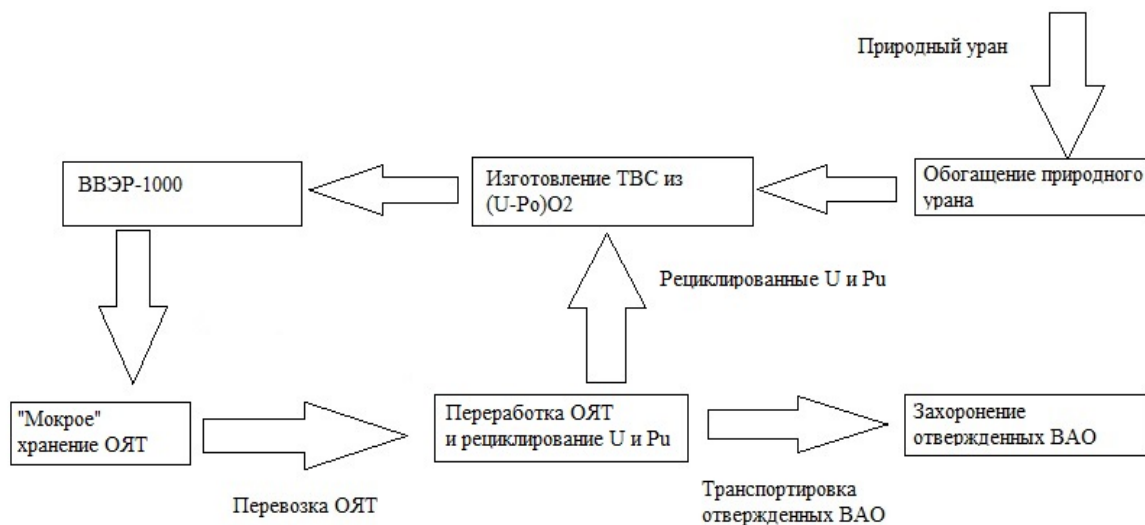 Природный уран
ВВЭР-1000
Изготовление ТВС из
(U-Po)O2
Обогащение природного
урана
Рециклированные U и Pu
"Мокрое"
хранение ОЯТ
Переработка ОЯТ
и рециклирование U и Pu
Захоронение
отвержденных ВАО
Перевозка ОЯТ
Транспортировка
отвержденных ВАО